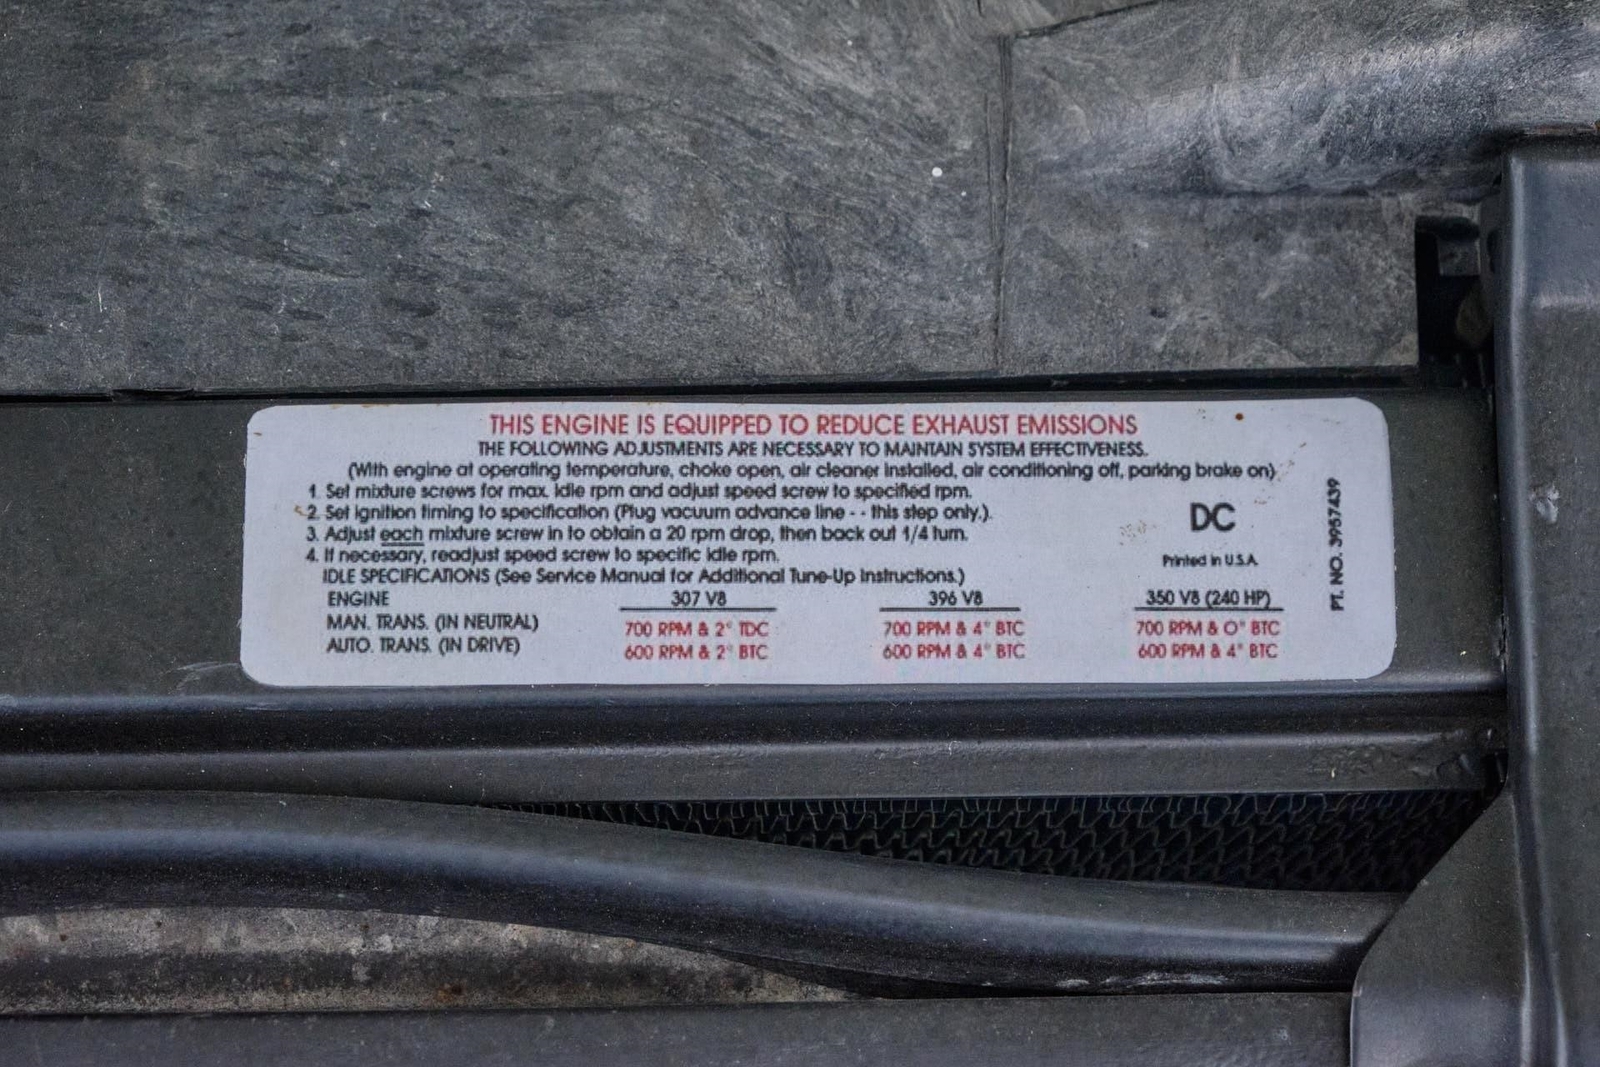 THIS ENGINE IS EQUIPPED TO REDUCE EXHAUST EMISSIONS
THE FOLLOWING ADJUSTMENTS ARE NECESSARY TO MAINTAIN SYSTEM EFFECTIVENESS.
(With engine at operating temperature, choke open, air cleaner installed, air conditioning off, parking brake on)
1. Set mixture screws for max. idle rpm and adjust speed screw to specified rpm.
2. Set ignition timing to specification (Plug vacuum advance line - - this step only.).
3. Adjust each mixture screw in to obtain a 20 rpm drop, then back out 1/4 turn.
4. If necessary, readjust speed screw to specific idle rpm.
IDLE SPECIFICATIONS (See Service Manual for Additional Tune-Up Instructions.)
ENGINE 307 V8 396 V8 350 V8 (240 HP)
MAN. TRANS. (IN NEUTRAL) 700 RPM & 2° TDC 700 RPM & 4° BTC 700 RPM & O° BTC
AUTO. TRANS. (IN DRIVE) 600 RPM & 2° BTC 600 RPM & 4° BTC 600 RPM & 4° BTC
DC
Printed in U.S.A.
PT. NO. 3957439